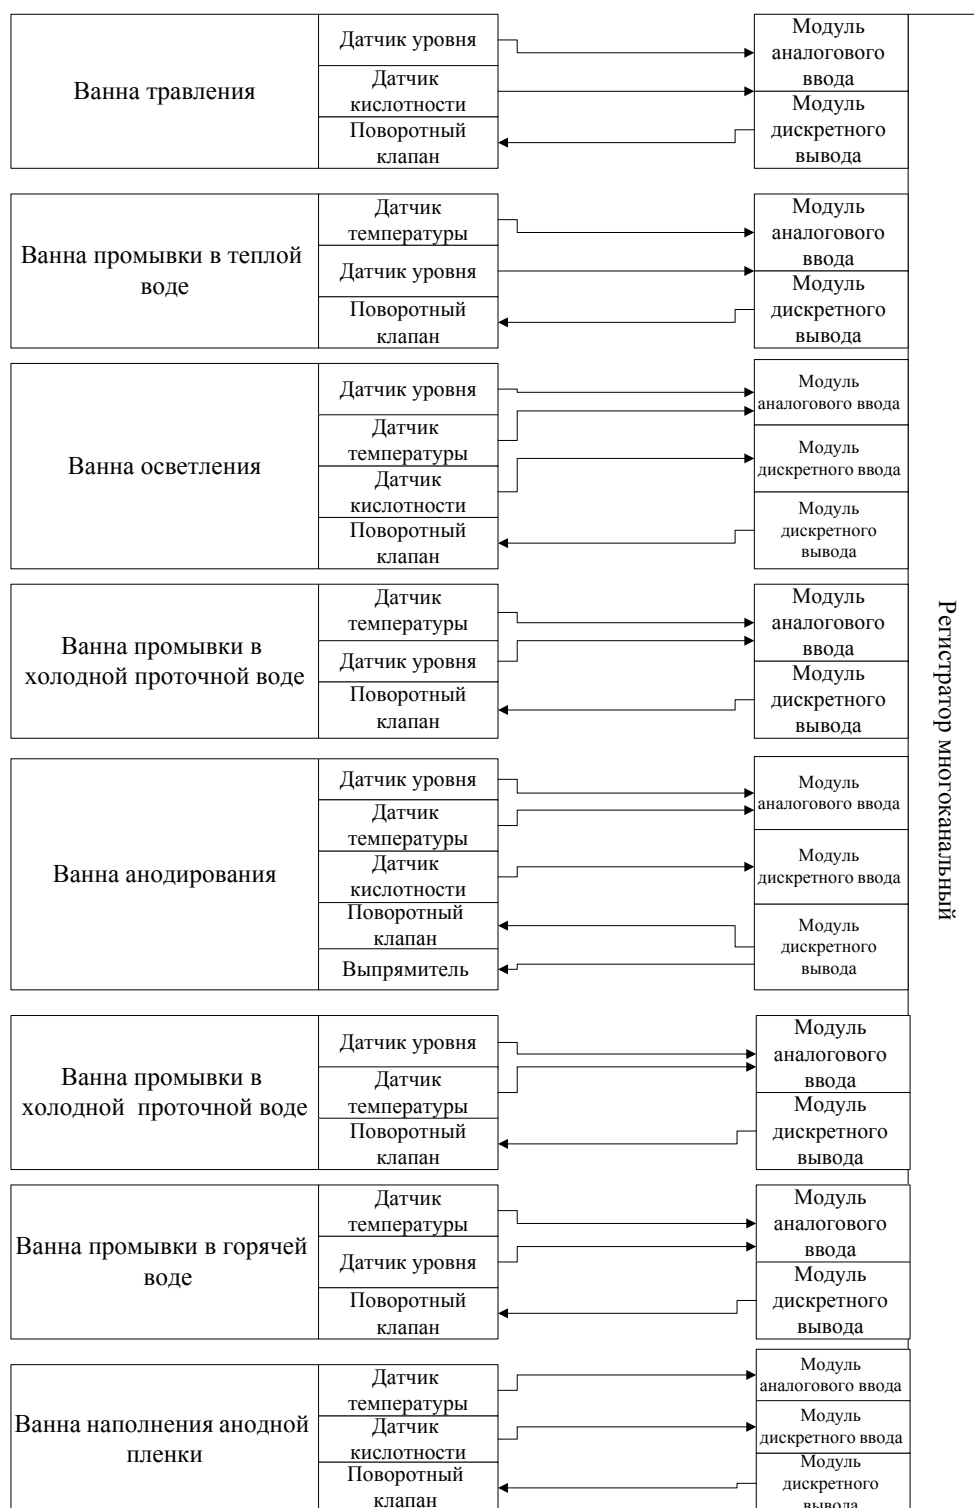 Ванна травления
Датчик уровня
Датчик
кислотности
Поворотный
клапан
Модуль
аналогового
ввода
Модуль
дискретного
вывода
Ванна промывки в теплой
воде
Датчик
температуры
Датчик уровня
Поворотный
клапан
Модуль
аналогового
ввода
Модуль
дискретного
вывода
Ванна осветления
Датчик уровня
Датчик
температуры
Датчик
кислотности
Поворотный
клапан
Модуль
аналогового ввода
Модуль
дискретного ввода
Модуль
дискретного
вывода
Ванна промывки в
холодной проточной воде
Датчик
температуры
Датчик уровня
Поворотный
клапан
Модуль
аналогового
ввода
Модуль
дискретного
вывода
Ванна анодирования
Датчик уровня
Датчик
температуры
Датчик
кислотности
Поворотный
клапан
Выпрямитель
Модуль
аналогового ввода
Модуль
дискретного ввода
Модуль
дискретного
вывода
Ванна промывки в
холодной проточной воде
Датчик уровня
Датчик
температуры
Поворотный
клапан
Модуль
аналогового
ввода
Модуль
дискретного
вывода
Ванна промывки в горячей
воде
Датчик
температуры
Датчик уровня
Поворотный
клапан
Модуль
аналогового
ввода
Модуль
дискретного
вывода
Ванна наполнения анодной
пленки
Датчик
температуры
Датчик
кислотности
Поворотный
клапан
Модуль
аналогового ввода
Модуль
дискретного ввода
Модуль
дискретного
вывода
Регистратор многоканальный